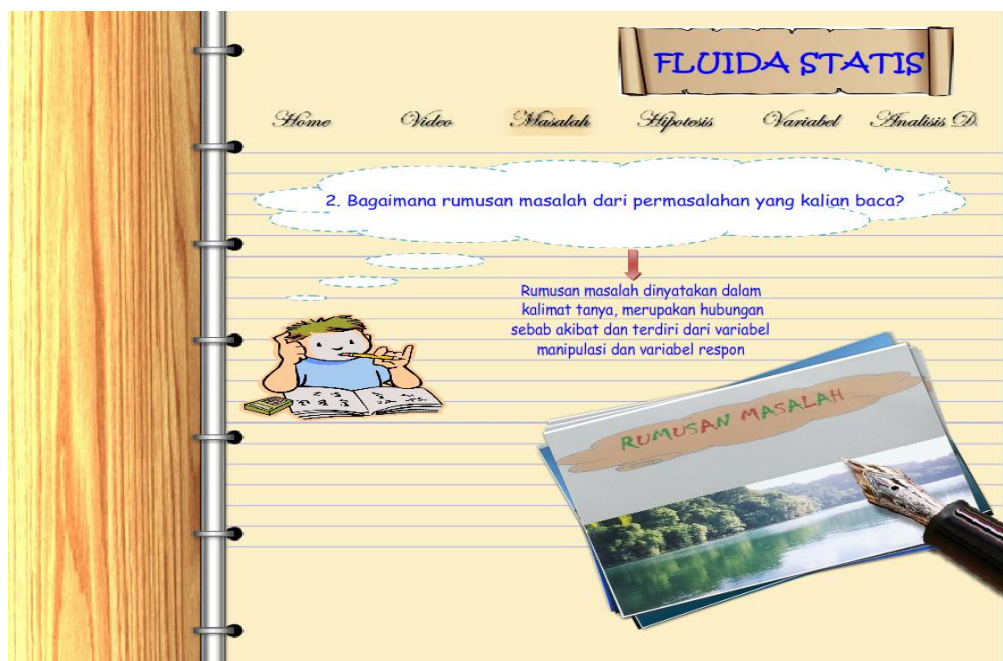 FLUIDA STATIS
Home Video Masalah Hipotesis Variabel Analisis D.
2. Bagaimana rumusan masalah dari permasalahan yang kalian baca?
Rumusan masalah dinyatakan dalam
kalimat tanya, merupakan hubungan
sebab akibat dan terdiri dari variabel
manipulasi dan variabel respon
RUMUSAN MASALAH